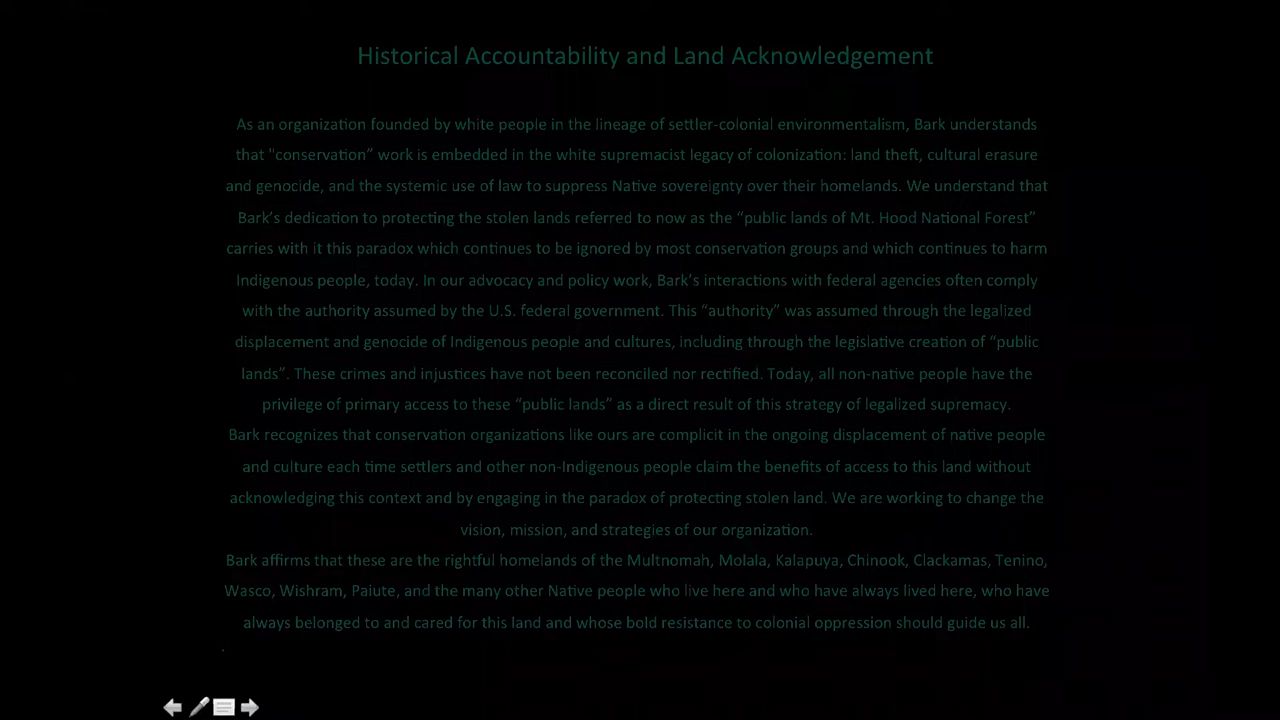 Historical Accountability and Land Acknowledgement
As an organization founded by white people in the lineage of settler-colonial environmentalism, Bark understands
that "conservation” work is embedded in the white supremacist legacy of colonization: land theft, cultural erasure
and genocide, and the systemic use of law to suppress Native sovereignty over their homelands. We understand that
Bark’s dedication to protecting the stolen lands referred to now as the “public lands of Mt. Hood National Forest”
carries with it this paradox which continues to be ignored by most conservation groups and which continues to harm
Indigenous people, today. In our advocacy and policy work, Bark’s interactions with federal agencies often comply
with the authority assumed by the U.S. federal government. This “authority” was assumed through the legalized
displacement and genocide of Indigenous people and cultures, including through the legislative creation of “public
lands”. These crimes and injustices have not been reconciled nor rectified. Today, all non-native people have the
privilege of primary access to these “public lands” as a direct result of this strategy of legalized supremacy.
Bark recognizes that conservation organizations like ours are complicit in the ongoing displacement of native people
and culture each time settlers and other non-Indigenous people claim the benefits of access to this land without
acknowledging this context and by engaging in the paradox of protecting stolen land. We are working to change the
vision, mission, and strategies of our organization.
Bark affirms that these are the rightful homelands of the Multnomah, Molala, Kalapuya, Chinook, Clackamas, Tenino,
Wasco, Wishram, Paiute, and the many other Native people who live here and who have always lived here, who have
always belonged to and cared for this land and whose bold resistance to colonial oppression should guide us all.
.